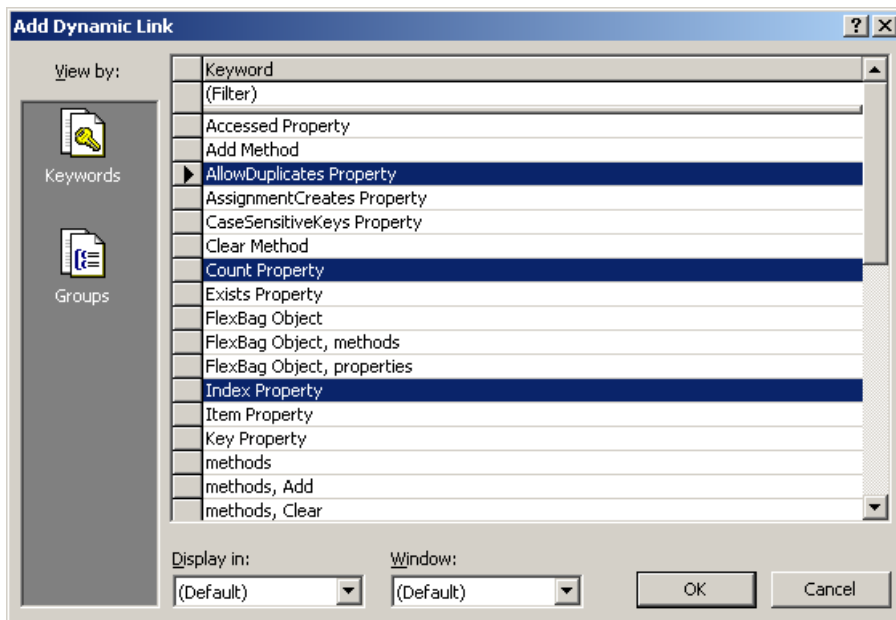 Add Dynamic Link
View by:
Keywords
Groups
Keyword
(Filter)
Accessed Property
Add Method
AllowDuplicates Property
AssignmentCreates Property
CaseSensitiveKeys Property
Clear Method
Count Property
Exists Property
FlexBag Object
FlexBag Object, methods
FlexBag Object, properties
Index Property
Item Property
Key Property
methods
methods, Add
methods, Clear
Display in: Window:
(Default) (Default) OK Cancel